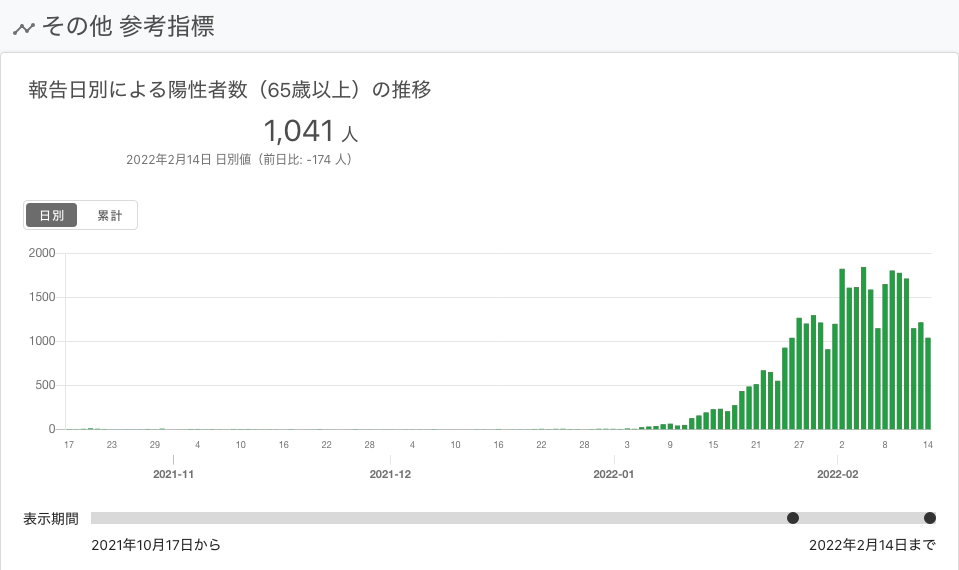 その他 参考指標
報告日別による陽性者数（65歳以上）の推移
1,041 人
2022年2月14日 日別値（前日比: -174 人）
日別 累計
2000
1500
1000
500
0
17 23 29 4 10 16 22 28 4 10 16 22 28 3 9 15 21 27 2 8 14
2021-11 2021-12 2022-01 2022-02
表示期間
2021年10月17日から 2022年2月14日まで